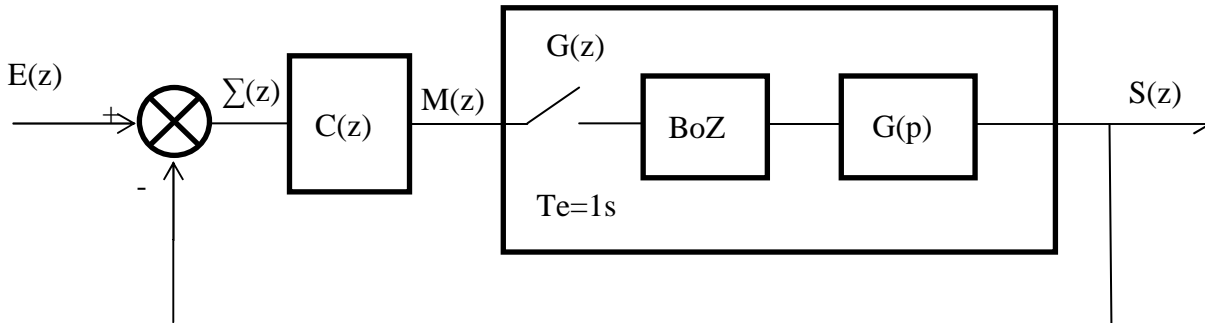 E(z)
+
-
∑(z)
C(z)
M(z)
G(z)
BoZ
G(p)
Te=1s
S(z)